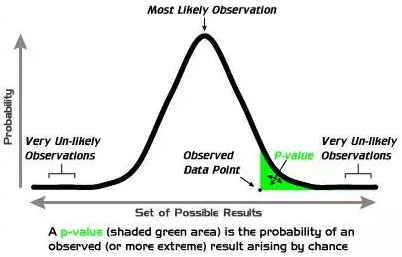 Most Likely Observation
Probability
Very Un-likely
Observations
Observed
Data Point
P-value
Very Un-likely
Observations
Set of Possible Results
A p-value (shaded green area) is the probability of an
observed (or more extreme) result arising by chance